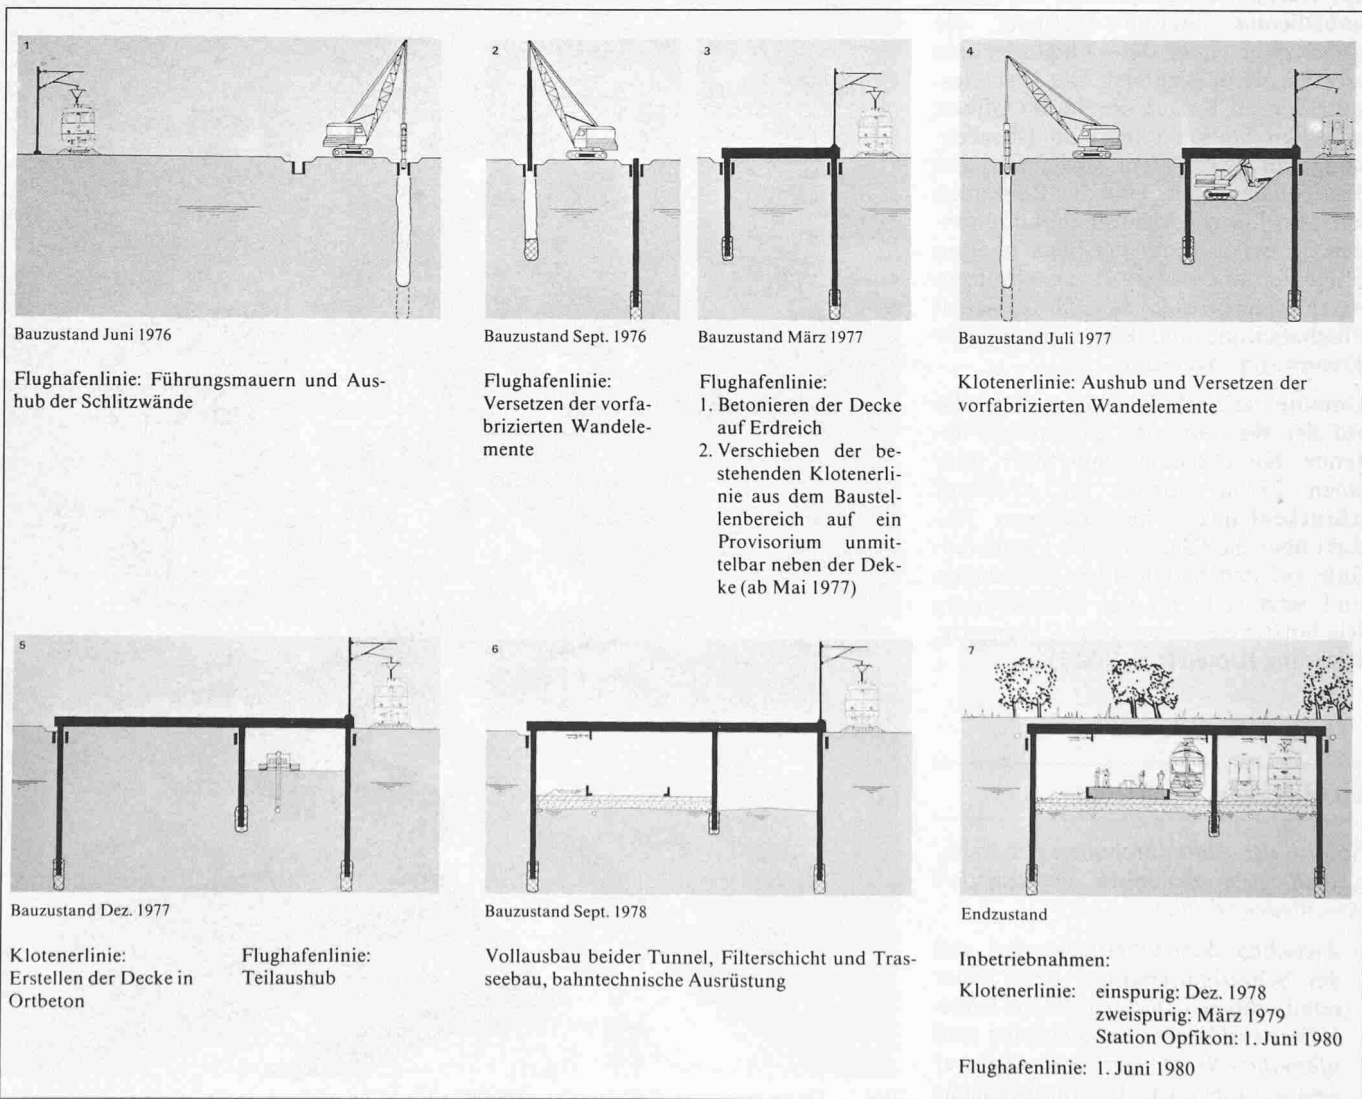 1
Bauzustand Juni 1976
Flughafenlinie: Führungsmauern und Aus-
hub der Schlitzwände
2
Bauzustand Sept. 1976
Flughafenlinie:
Versetzen der vorfa-
brizierten Wandele-
mente
3
Bauzustand März 1977
Flughafenlinie:
1. Betonieren der Decke
auf Erdreich
2. Verschieben der be-
stehenden Klotenerli-
nie aus dem Baustel-
lenbereich auf ein
Provisorium unmit-
telbar neben der Dek-
ke (ab Mai 1977)
4
Bauzustand Juli 1977
Klotenerlinie: Aushub und Versetzen der
vorfabrizierten Wandelemente
5
Bauzustand Dez. 1977
Klotenerlinie:
Erstellen der Decke in
Ortbeton
Flughafenlinie:
Teilaushub
6
Bauzustand Sept. 1978
Vollausbau beider Tunnel, Filterschicht und Tras-
seebau, bahntechnische Ausrüstung
7
Endzustand
Inbetriebnahmen:
Klotenerlinie: einspurig: Dez. 1978
zweispurig: März 1979
Station Opfikon: 1. Juni 1980
Flughafenlinie: 1. Juni 1980